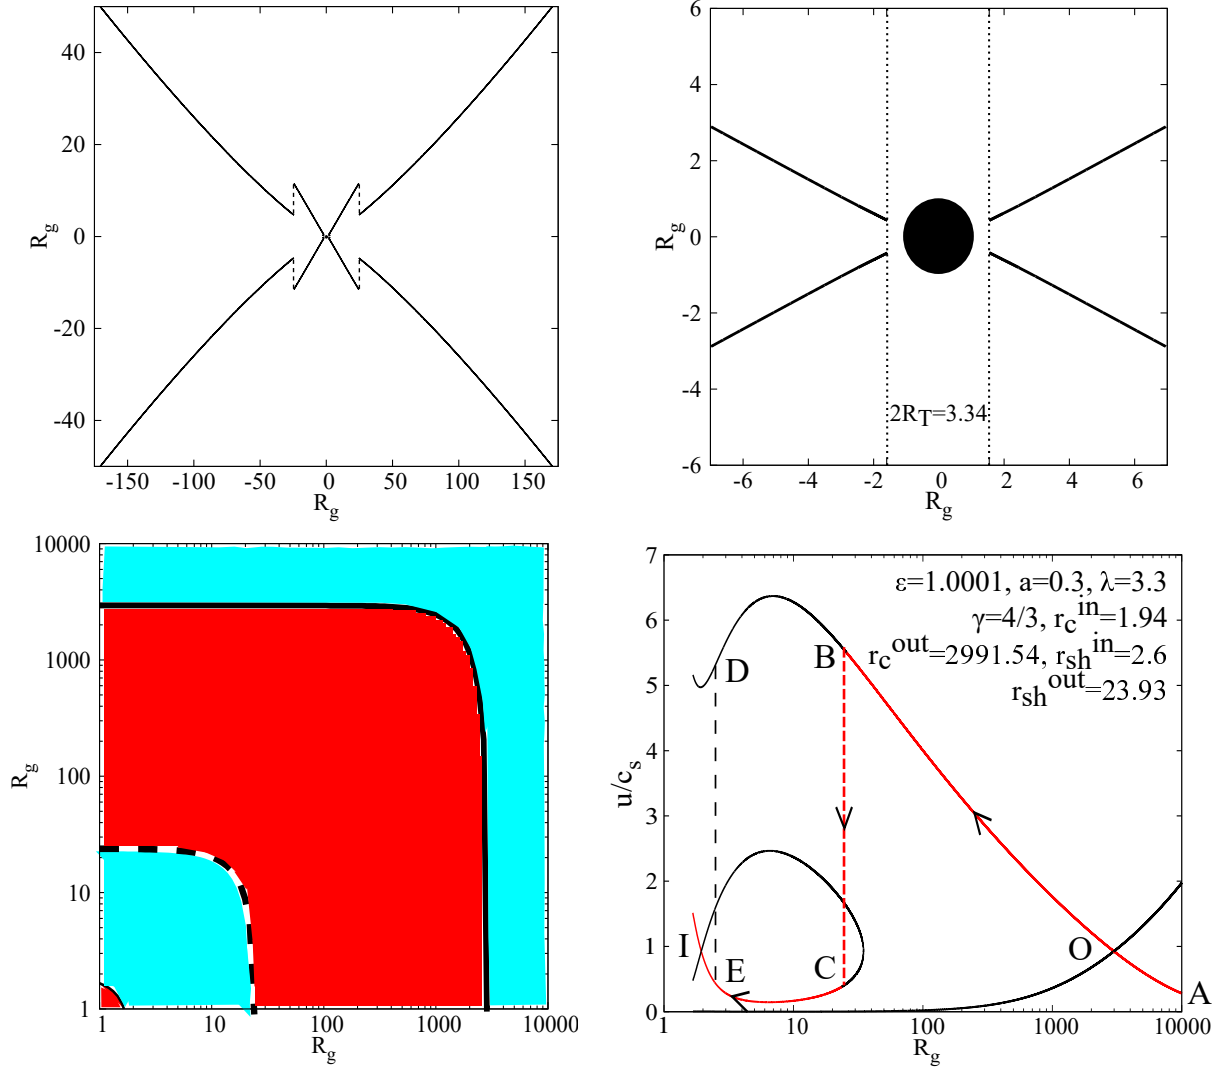 40
20
0
-20
-40
R_g
-150 -100 -50 0 50 100 150
R_g
6
4
2
0
-2
-4
-6
R_g
2R_T=3.34
-6 -4 -2 0 2 4 6
R_g
10000
1000
100
10
1
R_g
1 10 100 1000 10000
R_g
7
6
5
4
3
2
1
0
u/c_s
ε=1.0001, a=0.3, λ=3.3
γ=4/3, r_c^in=1.94
r_c^out=2991.54, r_sh^in=2.6
r_sh^out=23.93
D
B
I
E
C
O
A
1 10 100 1000 10000
R_g